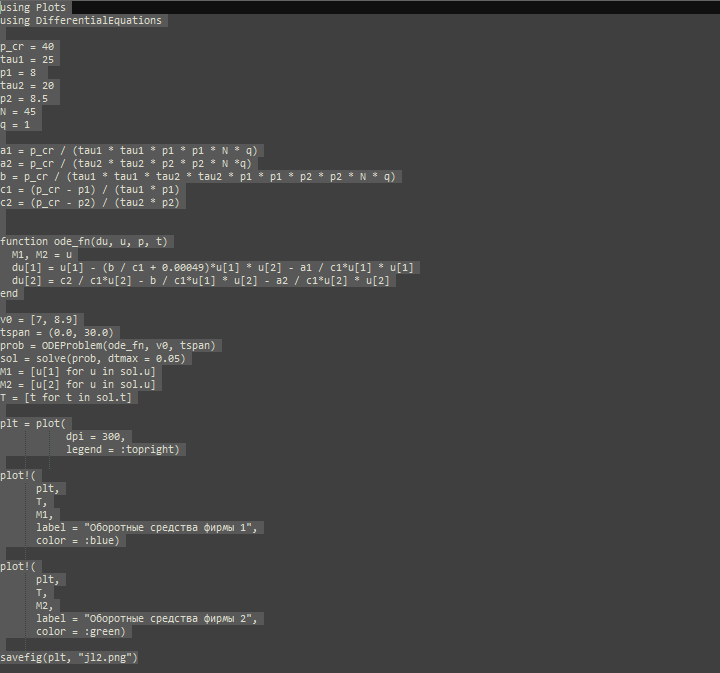 using Plots
using DifferentialEquations
p_cr = 40
tau1 = 25
p1 = 8
tau2 = 20
p2 = 8.5
N = 45
q = 1
a1 = p_cr / (tau1 * tau1 * p1 * p1 * N * q)
a2 = p_cr / (tau2 * tau2 * p2 * p2 * N *q)
b = p_cr / (tau1 * tau1 * tau2 * tau2 * p1 * p1 * p2 * p2 * N * q)
c1 = (p_cr - p1) / (tau1 * p1)
c2 = (p_cr - p2) / (tau2 * p2)
function ode_fn(du, u, p, t)
M1, M2 = u
du[1] = u[1] - (b / c1 + 0.00049)*u[1] * u[2] - a1 / c1*u[1] * u[1]
du[2] = c2 / c1*u[2] - b / c1*u[1] * u[2] - a2 / c1*u[2] * u[2]
end
v0 = [7, 8.9]
tspan = (0.0, 30.0)
prob = ODEProblem(ode_fn, v0, tspan)
sol = solve(prob, dtmax = 0.05)
M1 = [u[1] for u in sol.u]
M2 = [u[2] for u in sol.u]
T = [t for t in sol.t]
plt = plot(
dpi = 300,
legend = :topright)
plot!(
plt,
T,
M1,
label = "Оборотные средства фирмы 1",
color = :blue)
plot!(
plt,
T,
M2,
label = "Оборотные средства фирмы 2",
color = :green)
savefig(plt, "jl2.png")